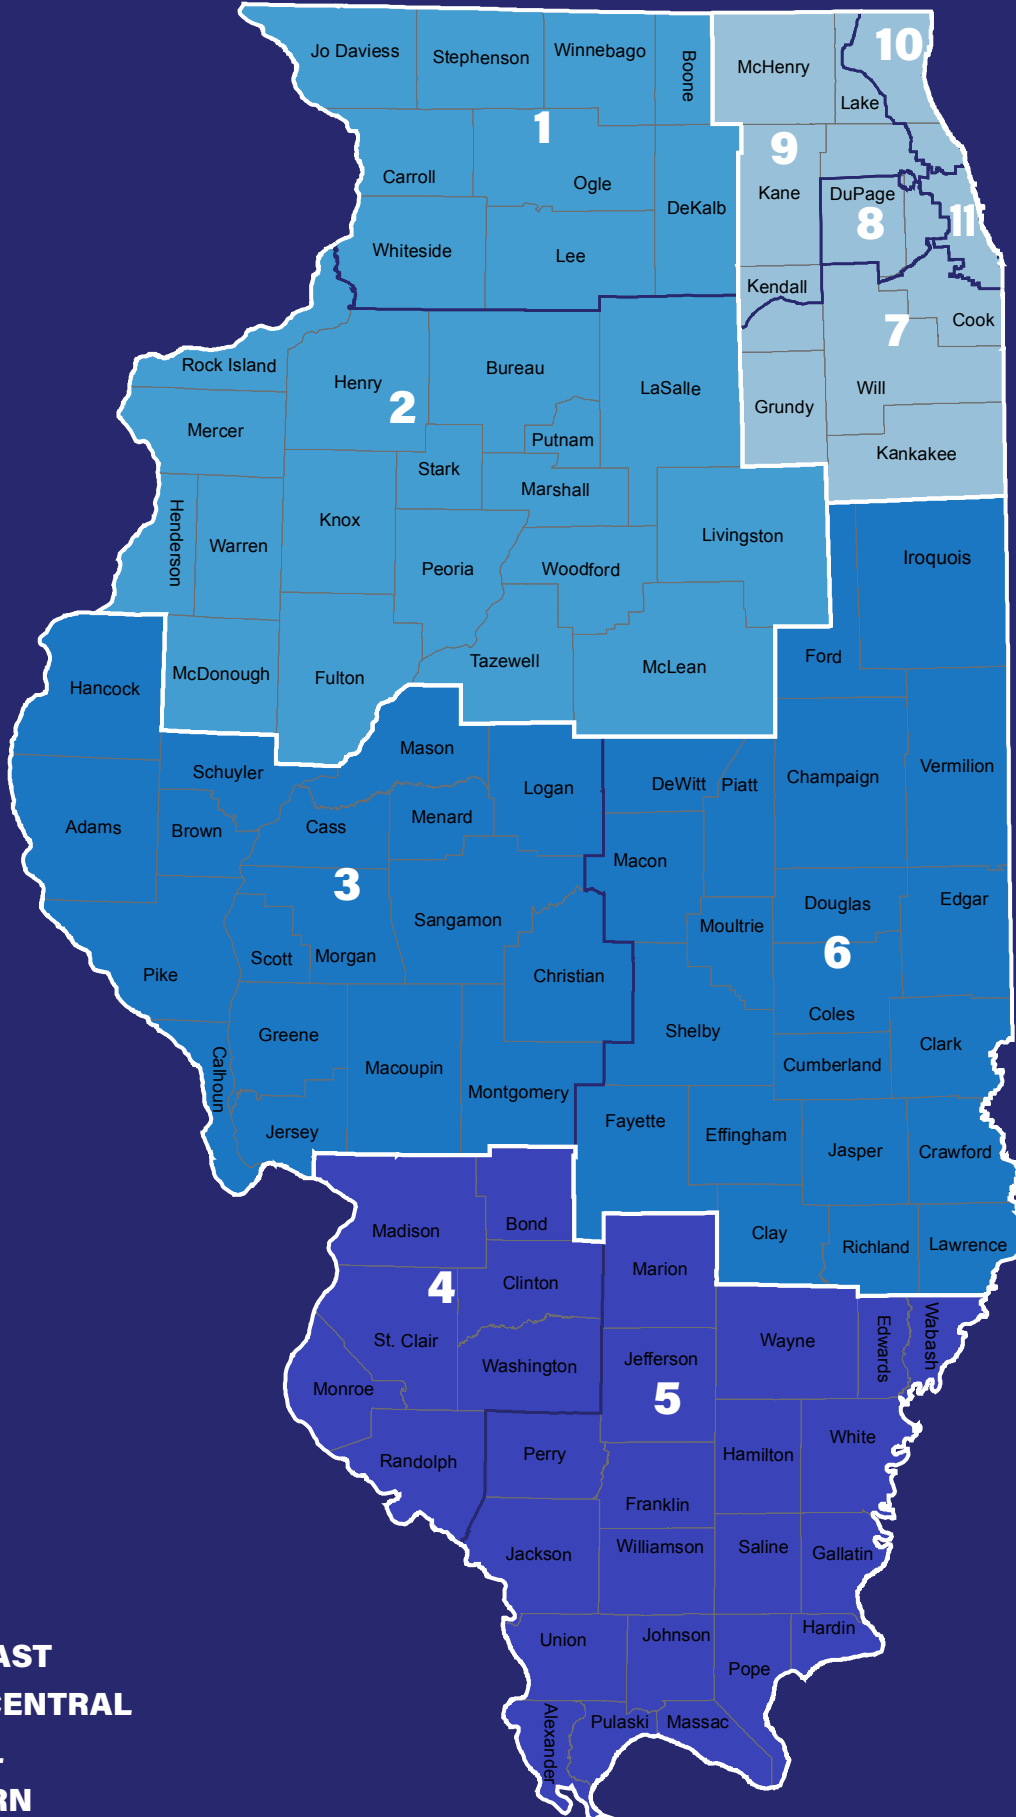 Jo Daviess
Stephenson
Winnebago
Boone
McHenry
10
Lake
1
9
Carroll
Ogle
DeKalb
Kane
DuPage
8
11
Whiteside
Lee
Kendall
7
Cook
Rock Island
Henry
2
Bureau
LaSalle
Will
Grundy
Mercer
Putnam
Kankakee
Stark
Marshall
Henderson
Warren
Knox
Peoria
Woodford
Livingston
Iroquois
Hancock
McDonough
Fulton
Tazewell
McLean
Ford
Schuyler
Mason
Logan
DeWitt
Piatt
Champaign
Vermilion
Adams
Brown
Cass
Menard
Macon
3
Sangamon
Moultrie
Douglas
Edgar
6
Pike
Scott
Morgan
Christian
Shelby
Coles
Greene
Calhoun
Macoupin
Montgomery
Cumberland
Clark
Jersey
Fayette
Effingham
Jasper
Crawford
Madison
Bond
Clay
Richland
Lawrence
4
Clinton
Marion
St. Clair
Washington
Jefferson
Wayne
Edwards
Wabash
Monroe
5
Randolph
Perry
Franklin
Hamilton
White
Jackson
Williamson
Saline
Gallatin
Union
Johnson
Pope
Hardin
Alexander
Pulaski
Massac
AST
CENTRAL
RN